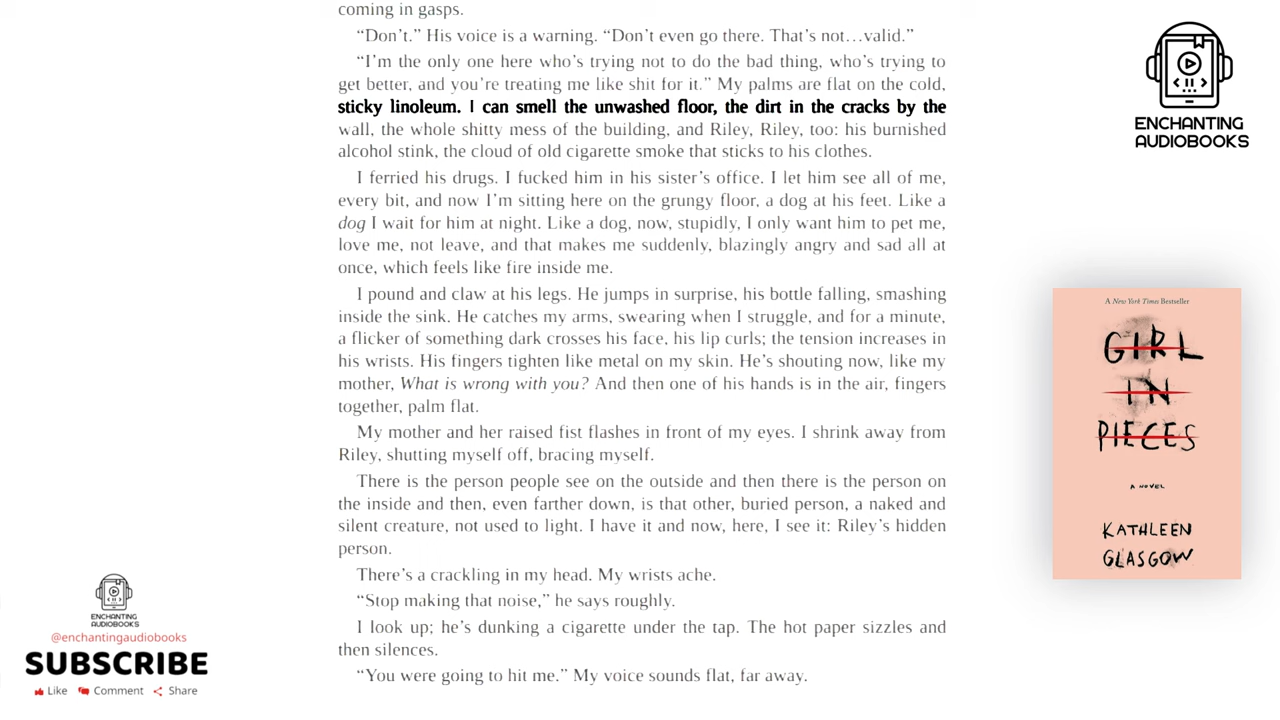 coming in gasps.
“Don’t.” His voice is a warning. “Don’t even go there. That’s not…valid.”
“I’m the only one here who’s trying not to do the bad thing, who’s trying to
get better, and you’re treating me like shit for it.” My palms are flat on the cold,
sticky linoleum. I can smell the unwashed floor, the dirt in the cracks by the
wall, the whole shitty mess of the building, and Riley, Riley, too: his burnished
alcohol stink, the cloud of old cigarette smoke that sticks to his clothes.
I ferried his drugs. I fucked him in his sister’s office. I let him see all of me,
every bit, and now I’m sitting here on the grungy floor, a dog at his feet. Like a
dog I wait for him at night. Like a dog, now, stupidly, I only want him to pet me,
love me, not leave, and that makes me suddenly, blazingly angry and sad all at
once, which feels like fire inside me.
I pound and claw at his legs. He jumps in surprise, his bottle falling, smashing
inside the sink. He catches my arms, swearing when I struggle, and for a minute,
a flicker of something dark crosses his face, his lip curls; the tension increases in
his wrists. His fingers tighten like metal on my skin. He’s shouting now, like my
mother, What is wrong with you? And then one of his hands is in the air, fingers
together, palm flat.
My mother and her raised fist flashes in front of my eyes. I shrink away from
Riley, shutting myself off, bracing myself.
There is the person people see on the outside and then there is the person on
the inside and then, even farther down, is that other, buried person, a naked and
silent creature, not used to light. I have it and now, here, I see it: Riley’s hidden
person.
There’s a crackling in my head. My wrists ache.
“Stop making that noise,” he says roughly.
I look up; he’s dunking a cigarette under the tap. The hot paper sizzles and
then silences.
“You were going to hit me.” My voice sounds flat, far away.
ENCHANTING
AUDIOBOOKS
A New York Times Bestseller
GIRL
IN
PIECES
A NOVEL
KATHLEEN
GLASGOW
ENCHANTING
AUDIOBOOKS
@enchantingaudiobooks
SUBSCRIBE
Like Comment Share